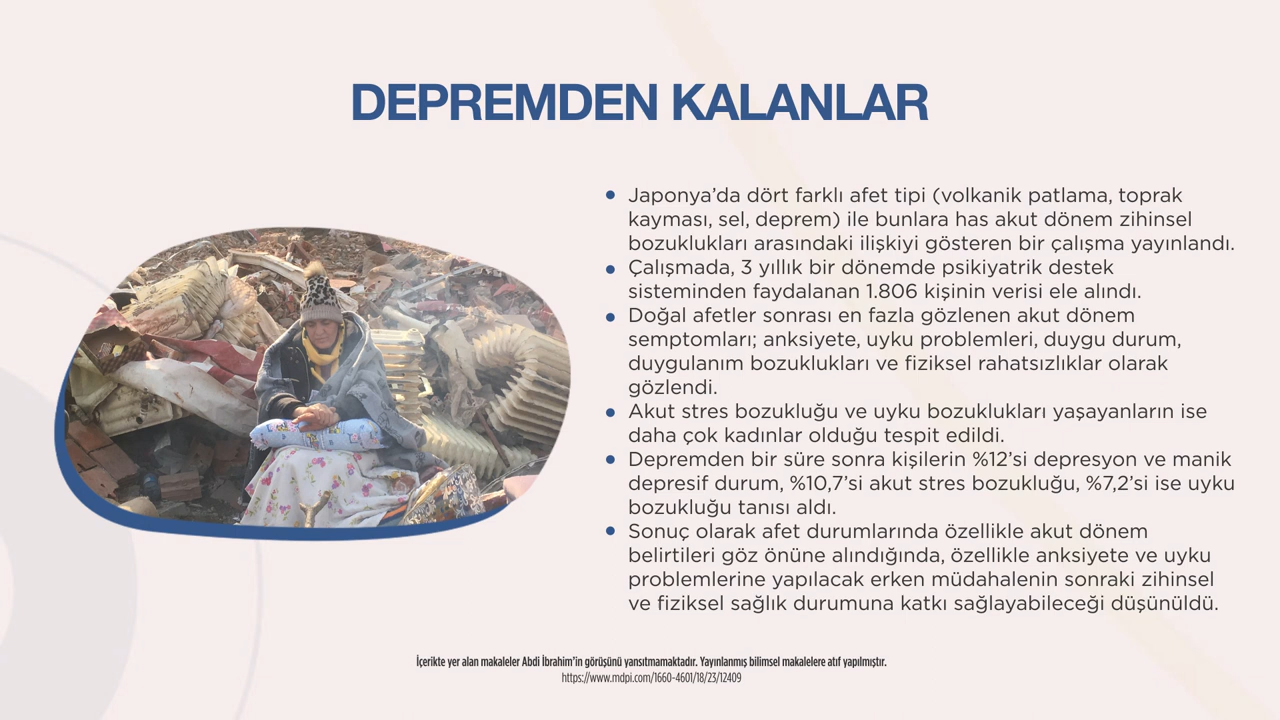 DEPREMDEN KALANLAR
Japonya’da dört farklı afet tipi (volkanik patlama, toprak
kayması, sel, deprem) ile bunlara has akut dönem zihinsel
bozuklukları arasındaki ilişkiyi gösteren bir çalışma yayınlandı.
Çalışmada, 3 yıllık bir dönemde psikiyatrik destek
sisteminden faydalanan 1.806 kişinin verisi ele alındı.
Doğal afetler sonrası en fazla gözlenen akut dönem
semptomları; anksiyete, uyku problemleri, duygu durum,
duygulanım bozuklukları ve fiziksel rahatsızlıklar olarak
gözlendi.
Akut stres bozukluğu ve uyku bozuklukları yaşayanların ise
daha çok kadınlar olduğu tespit edildi.
Depremden bir süre sonra kişilerin %12’si depresyon ve manik
depresif durum, %10,7’si akut stres bozukluğu, %7,2’si ise uyku
bozukluğu tanısı aldı.
Sonuç olarak afet durumlarında özellikle akut dönem
belirtileri göz önüne alındığında, özellikle anksiyete ve uyku
problemlerine yapılacak erken müdahalenin sonraki zihinsel
ve fiziksel sağlık durumuna katkı sağlayabileceği düşünüldü.
İçerikte yer alan makaleler Abdi İbrahim’in görüşünü yansıtmamaktadır. Yayınlanmış bilimsel makalelere atıf yapılmıştır.
https://www.mdpi.com/1660-4601/18/23/12409